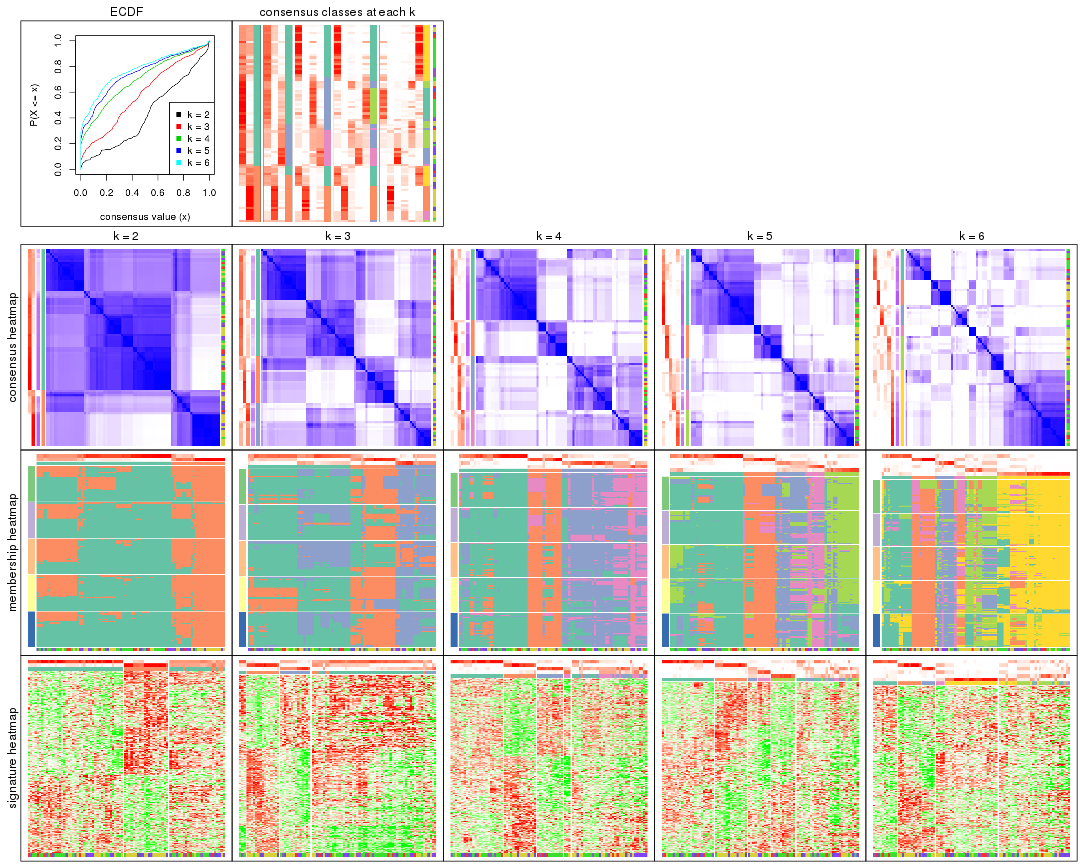 ECDF
consensus classes at each k
P(X <= x)
0.0 0.2 0.4 0.6 0.8 1.0
k = 2
k = 3
k = 4
k = 5
k = 6
0.0 0.2 0.4 0.6 0.8 1.0
consensus value (x)
k = 2
k = 3
k = 4
k = 5
k = 6
consensus heatmap
membership heatmap
signature heatmap